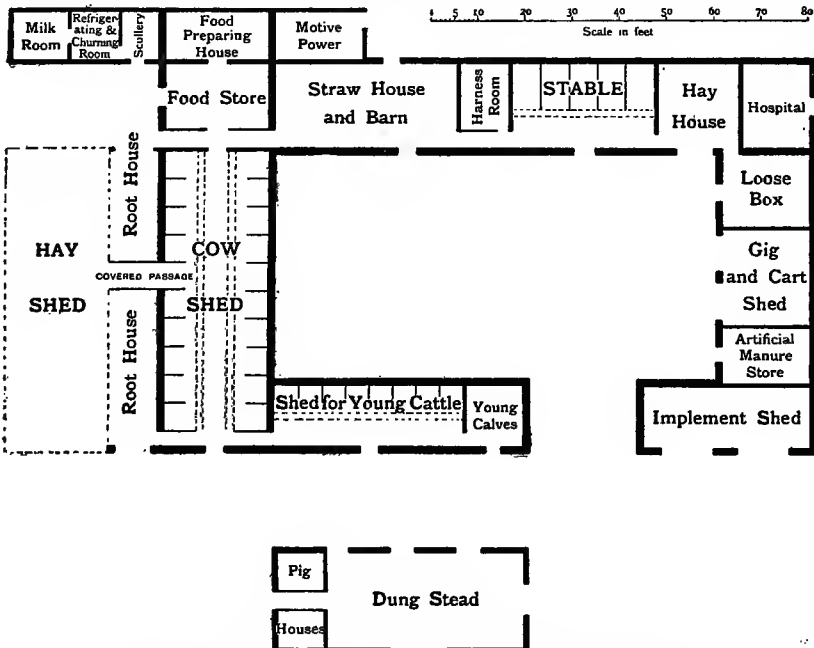 Milk
Room
Refriger-
ating &
Churning
Room
Scullery
Food
Preparing
House
Motive
Power
5 10 20 30 40 50 60 70 80
Scale in feet
Food Store
Straw House
and Barn
Harness
Room
STABLE
Hay
House
Hospital
Loose
Box
Root House
HAY
SHED
COVERED PASSAGE
COW
SHED
Root House
Gig
and Cart
Shed
Artificial
Manure
Store
Shed for Young Cattle
Young
Calves
Implement Shed
Pig
Houses
Dung Stead